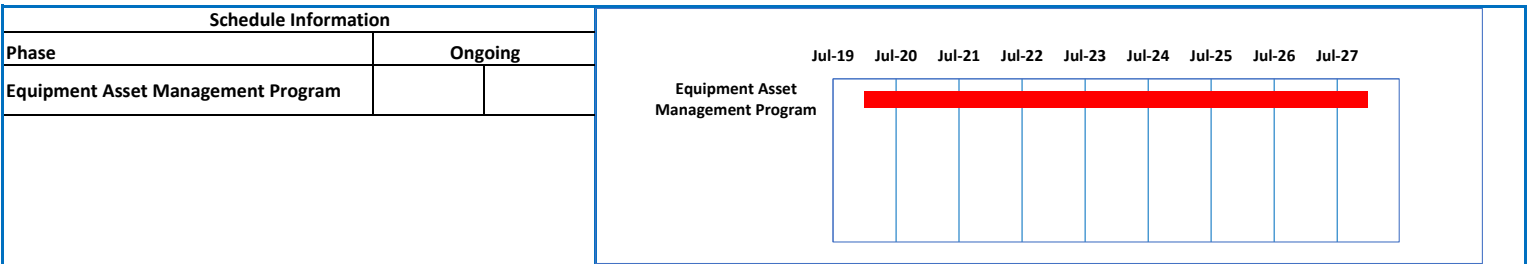 Schedule Information
Phase Ongoing
Equipment Asset Management Program
Jul-19 Jul-20 Jul-21 Jul-22 Jul-23 Jul-24 Jul-25 Jul-26 Jul-27
Equipment Asset
Management Program